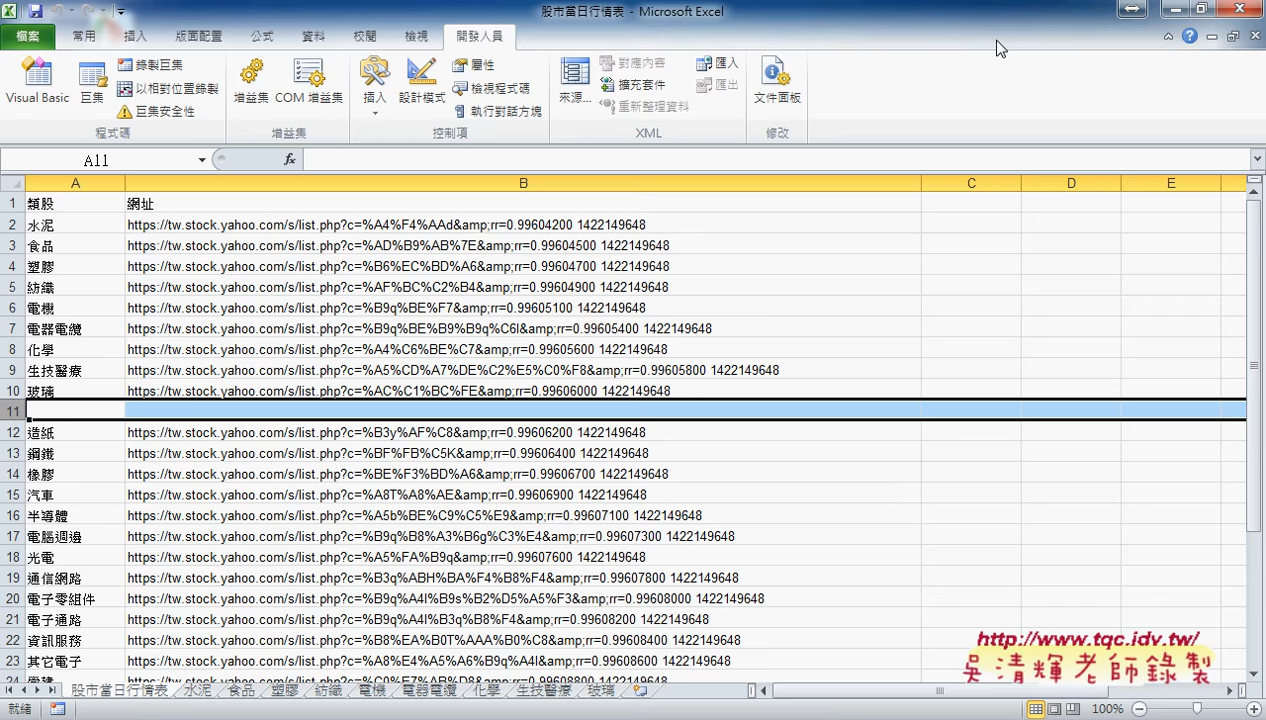 股市當日行情表 - Microsoft Excel
檔案 常用 插入 版面配置 公式 資料 校閱 檢視 開發人員
Visual Basic 巨集 錄製巨集 以相對位置錄製 巨集安全性 程式碼
增益集 COM 增益集 增益集
插入 設計模式 屬性 檢視程式碼 執行對話方塊 控制項
來源... 對應內容 擴充套件 重新整理資料 匯入 匯出 XML
文件面板 修改
A11 fx
A B C D E
1 類股 網址
2 水泥 https://tw.stock.yahoo.com/s/list.php?c=%A4%F4%AAd&amp;rr=0.99604200 1422149648
3 食品 https://tw.stock.yahoo.com/s/list.php?c=%AD%B9%AB%7E&amp;rr=0.99604500 1422149648
4 塑膠 https://tw.stock.yahoo.com/s/list.php?c=%B6%EC%BD%A6&amp;rr=0.99604700 1422149648
5 紡織 https://tw.stock.yahoo.com/s/list.php?c=%AF%BC%C2%B4&amp;rr=0.99604900 1422149648
6 電機 https://tw.stock.yahoo.com/s/list.php?c=%B9q%BE%F7&amp;rr=0.99605100 1422149648
7 電器電纜 https://tw.stock.yahoo.com/s/list.php?c=%B9q%BE%B9%B9q%C6l&amp;rr=0.99605400 1422149648
8 化學 https://tw.stock.yahoo.com/s/list.php?c=%A4%C6%BE%C7&amp;rr=0.99605600 1422149648
9 生技醫療 https://tw.stock.yahoo.com/s/list.php?c=%A5%CD%A7%DE%C2%E5%C0%F8&amp;rr=0.99605800 1422149648
10 玻璃 https://tw.stock.yahoo.com/s/list.php?c=%AC%C1%BC%FE&amp;rr=0.99606000 1422149648
11
12 造紙 https://tw.stock.yahoo.com/s/list.php?c=%B3y%AF%C8&amp;rr=0.99606200 1422149648
13 鋼鐵 https://tw.stock.yahoo.com/s/list.php?c=%BF%FB%C5K&amp;rr=0.99606400 1422149648
14 橡膠 https://tw.stock.yahoo.com/s/list.php?c=%BE%F3%BD%A6&amp;rr=0.99606700 1422149648
15 汽車 https://tw.stock.yahoo.com/s/list.php?c=%A8T%A8%AE&amp;rr=0.99606900 1422149648
16 半導體 https://tw.stock.yahoo.com/s/list.php?c=%A5b%BE%C9%C5%E9&amp;rr=0.99607100 1422149648
17 電腦週邊 https://tw.stock.yahoo.com/s/list.php?c=%B9q%B8%A3%B6g%C3%E4&amp;rr=0.99607300 1422149648
18 光電 https://tw.stock.yahoo.com/s/list.php?c=%A5%FA%B9q&amp;rr=0.99607600 1422149648
19 通信網路 https://tw.stock.yahoo.com/s/list.php?c=%B3q%ABH%BA%F4%B8%F4&amp;rr=0.99607800 1422149648
20 電子零組件 https://tw.stock.yahoo.com/s/list.php?c=%B9q%A4l%B9s%B2%D5%A5%F3&amp;rr=0.99608000 1422149648
21 電子通路 https://tw.stock.yahoo.com/s/list.php?c=%B9q%A4l%B3q%B8%F4&amp;rr=0.99608200 1422149648
22 資訊服務 https://tw.stock.yahoo.com/s/list.php?c=%B8%EA%B0T%AAA%B0%C8&amp;rr=0.99608400 1422149648
23 其它電子 https://tw.stock.yahoo.com/s/list.php?c=%A8%E4%A5%A6%B9q%A4l&amp;rr=0.99608600 1422149648
http://www.tqc.idv.tw/
吳清輝老師錄製
股市當日行情表 水泥 食品 塑膠 紡織 電機 電器電纜 化學 生技醫療 玻璃
就緒 100%